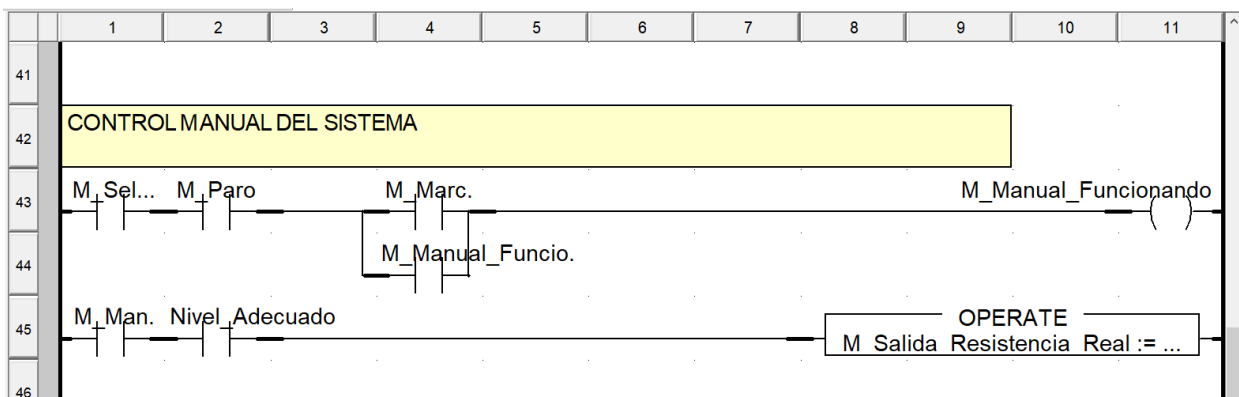 1 2 3 4 5 6 7 8 9 10 11
41
42 CONTROL MANUAL DEL SISTEMA
43 M_Sel... M_Paro M_Marc. M_Manual_Funcionando
44 M_Manual_Funcio.
45 M_Man. Nivel_Adecuado OPERATE
M_Salida_Resistencia_Real := ...
46